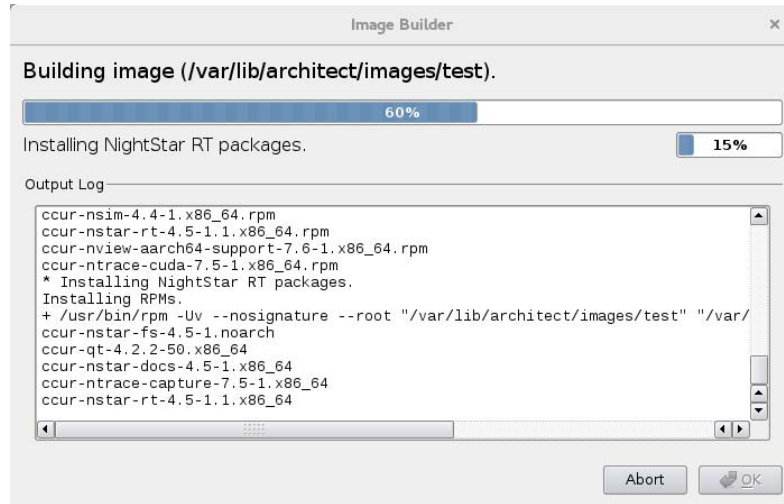 Image Builder
Building image (/var/lib/architect/images/test).
60%
Installing NightStar RT packages.
15%
Output Log
ccur-nsim-4.4-1.x86_64.rpm
ccur-nstar-rt-4.5-1.1.x86_64.rpm
ccur-nview-aarch64-support-7.6-1.x86_64.rpm
ccur-ntrace-cuda-7.5-1.x86_64.rpm
* Installing NightStar RT packages.
Installing RPMs.
+ /usr/bin/rpm -Uv --nosignature --root "/var/lib/architect/images/test" "/var/
ccur-nstar-fs-4.5-1.noarch
ccur-qt-4.2.2-50.x86_64
ccur-nstar-docs-4.5-1.x86_64
ccur-ntrace-capture-7.5-1.x86_64
ccur-nstar-rt-4.5-1.1.x86_64
Abort
OK